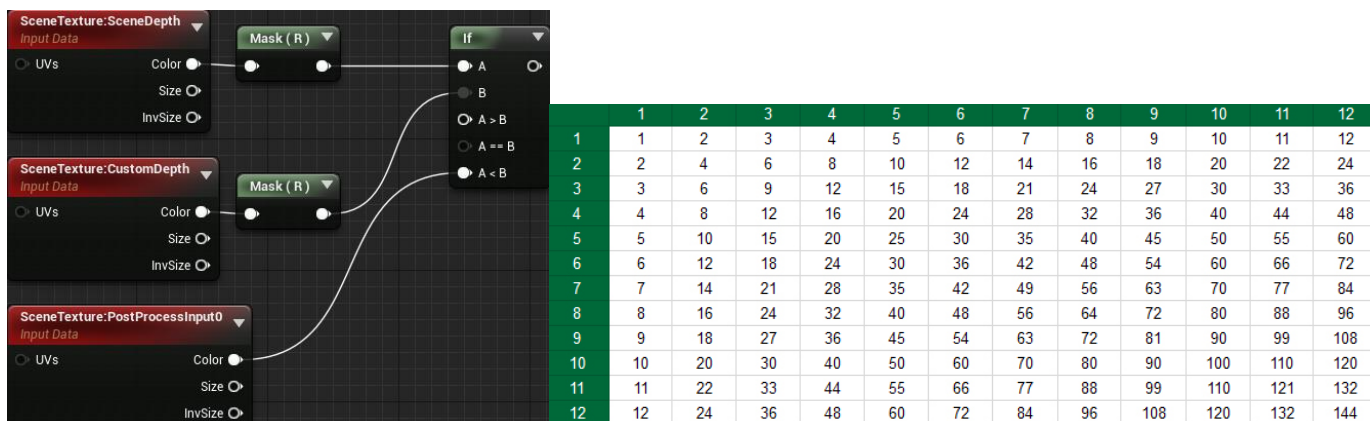 SceneTexture:SceneDepth
Input Data
UVs Color
Size
InvSize
Mask ( R )
If
A
B
A > B
A == B
A < B
SceneTexture:CustomDepth
Input Data
UVs Color
Size
InvSize
Mask ( R )
SceneTexture:PostProcessInput0
Input Data
UVs Color
Size
InvSize
1 2 3 4 5 6 7 8 9 10 11 12
1 1 2 3 4 5 6 7 8 9 10 11 12
2 2 4 6 8 10 12 14 16 18 20 22 24
3 3 6 9 12 15 18 21 24 27 30 33 36
4 4 8 12 16 20 24 28 32 36 40 44 48
5 5 10 15 20 25 30 35 40 45 50 55 60
6 6 12 18 24 30 36 42 48 54 60 66 72
7 7 14 21 28 35 42 49 56 63 70 77 84
8 8 16 24 32 40 48 56 64 72 80 88 96
9 9 18 27 36 45 54 63 72 81 90 99 108
10 10 20 30 40 50 60 70 80 90 100 110 120
11 11 22 33 44 55 66 77 88 99 110 121 132
12 12 24 36 48 60 72 84 96 108 120 132 144